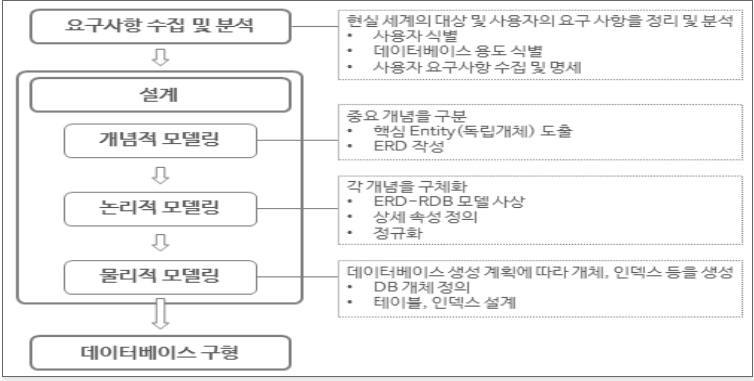 요구사항 수집 및 분석
현실 세계의 대상 및 사용자의 요구 사항을 정리 및 분석
• 사용자 식별
• 데이터베이스 용도 식별
• 사용자 요구사항 수집 및 명세
설계
개념적 모델링
중요 개념을 구분
• 핵심 Entity(독립개체) 도출
• ERD 작성
논리적 모델링
각 개념을 구체화
• ERD-RDB 모델 사상
• 상세 속성 정의
• 정규화
물리적 모델링
데이터베이스 생성 계획에 따라 개체, 인덱스 등을 생성
• DB 개체 정의
• 테이블, 인덱스 설계
데이터베이스 구형